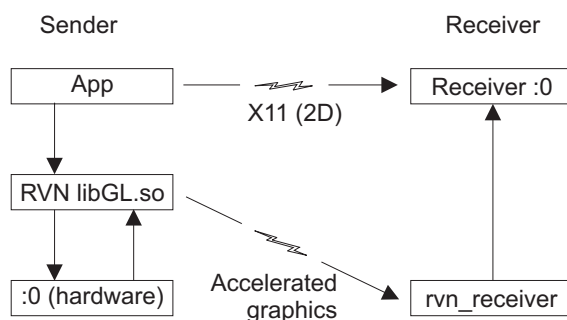 Sender
Receiver
App
Receiver :0
X11 (2D)
RVN libGL.so
:0 (hardware)
Accelerated
graphics
rvn_receiver